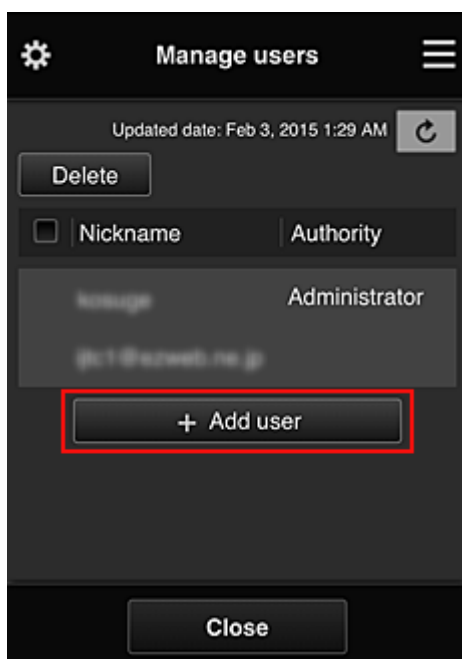 Manage users
Updated date: Feb 3, 2015 1:29 AM
Delete
Nickname Authority
Administrator
+ Add user
Close